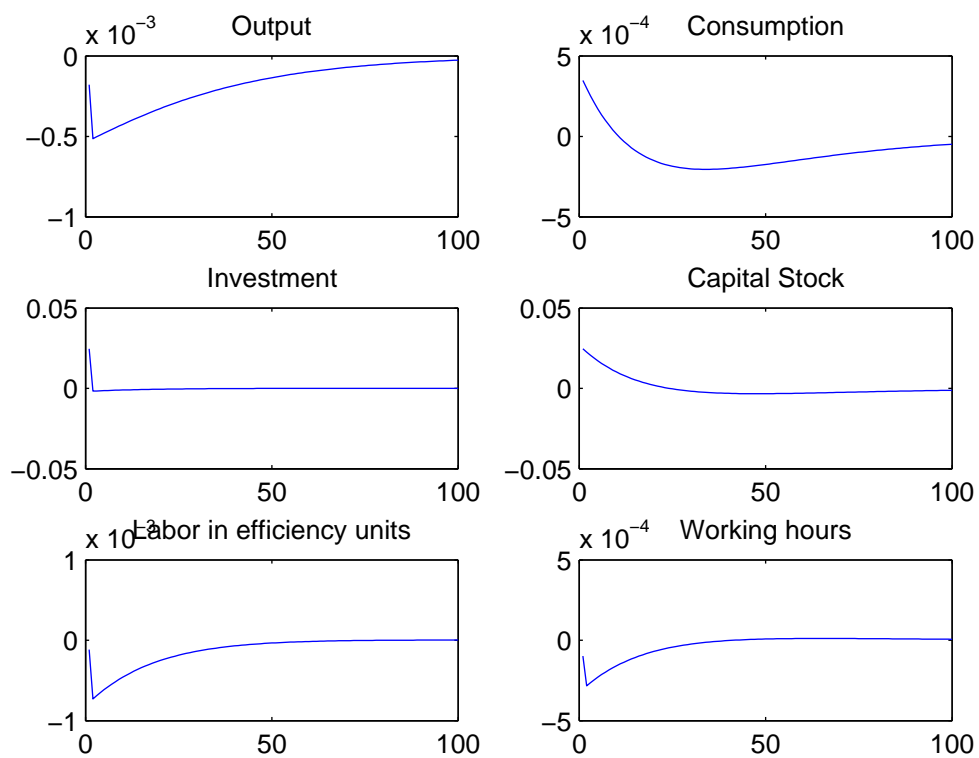 x 10−3 Output
0
−0.5
−1
0 50 100
x 10−4 Consumption
5
0
−5
0 50 100
Investment
0.05
0
−0.05
0 50 100
Capital Stock
0.05
0
−0.05
0 50 100
x 10−3 Labor in efficiency units
1
0
−1
0 50 100
x 10−4 Working hours
5
0
−5
0 50 100